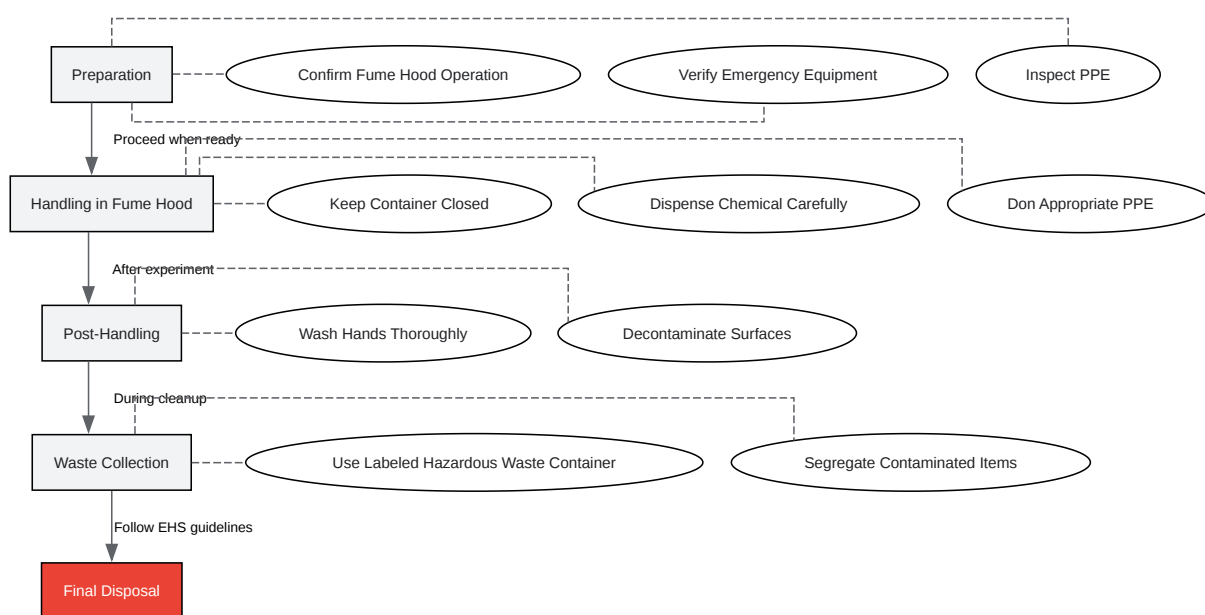 Preparation
Confirm Fume Hood Operation
Verify Emergency Equipment
Inspect PPE
Proceed when ready
Handling in Fume Hood
Keep Container Closed
Dispense Chemical Carefully
Don Appropriate PPE
After experiment
Post-Handling
Wash Hands Thoroughly
Decontaminate Surfaces
During cleanup
Waste Collection
Use Labeled Hazardous Waste Container
Segregate Contaminated Items
Follow EHS guidelines
Final Disposal